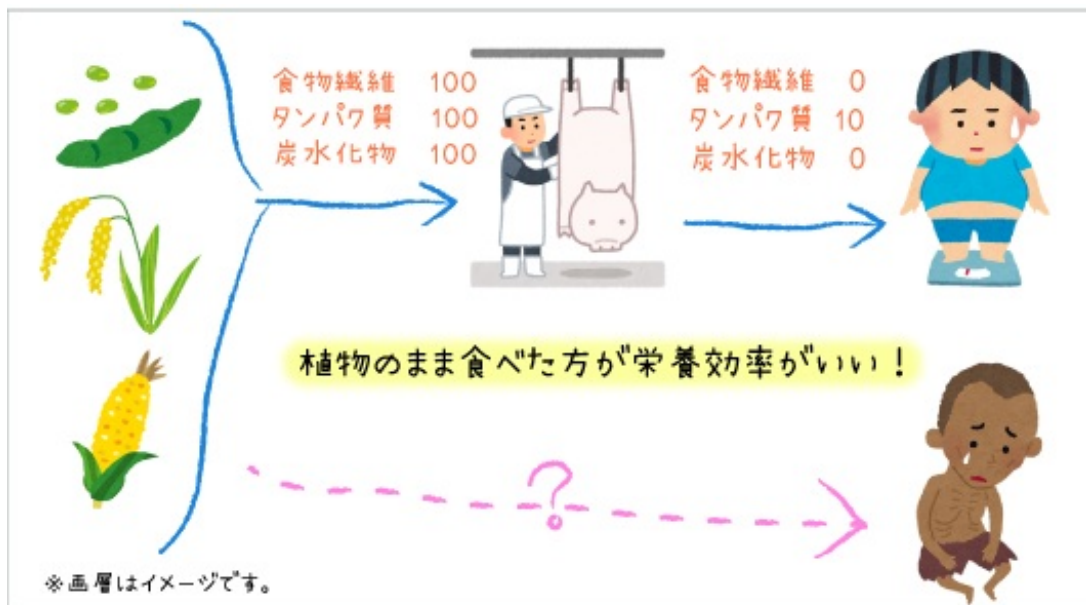 食物繊維 100
タンパク質 100
炭水化物 100
食物繊維 0
タンパク質 10
炭水化物 0
植物のまま食べた方が栄養効率がいい!
?
※画層はイメージです。